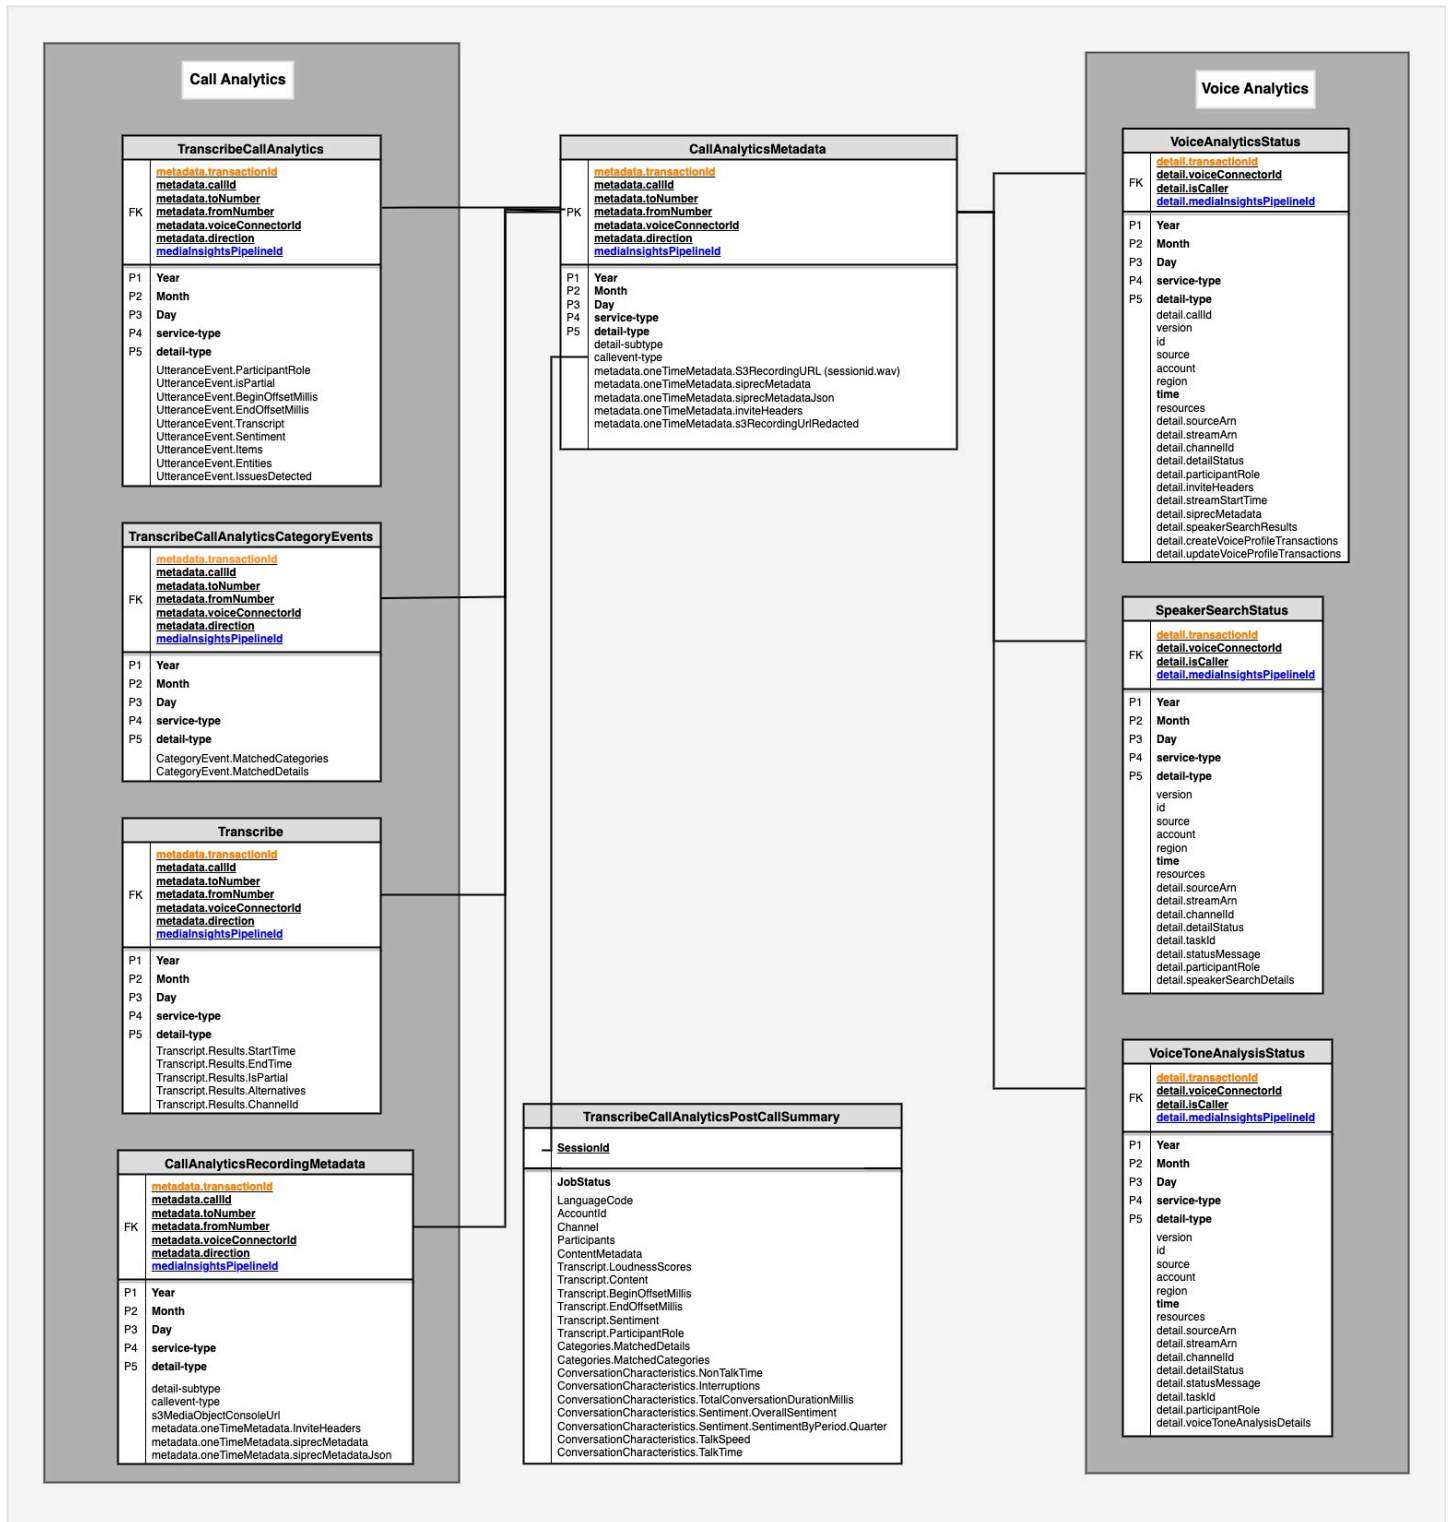 Call Analytics
TranscribeCallAnalytics
FK
metadata.transactionId
metadata.callId
metadata.toNumber
metadata.fromNumber
metadata.voiceConnectorId
metadata.direction
mediaInsightsPipelineId
P1 Year
P2 Month
P3 Day
P4 service-type
P5 detail-type
UtteranceEvent.ParticipantRole
UtteranceEvent.isPartial
UtteranceEvent.BeginOffsetMillis
UtteranceEvent.EndOffsetMillis
UtteranceEvent.Transcript
UtteranceEvent.Sentiment
UtteranceEvent.Items
UtteranceEvent.Entities
UtteranceEvent.IssuesDetected
TranscribeCallAnalyticsCategoryEvents
FK
metadata.transactionId
metadata.callId
metadata.toNumber
metadata.fromNumber
metadata.voiceConnectorId
metadata.direction
mediaInsightsPipelineId
P1 Year
P2 Month
P3 Day
P4 service-type
P5 detail-type
CategoryEvent.MatchedCategories
CategoryEvent.MatchedDetails
Transcribe
FK
metadata.transactionId
metadata.callId
metadata.toNumber
metadata.fromNumber
metadata.voiceConnectorId
metadata.direction
mediaInsightsPipelineId
P1 Year
P2 Month
P3 Day
P4 service-type
P5 detail-type
Transcript.Results.StartTime
Transcript.Results.EndTime
Transcript.Results.IsPartial
Transcript.Results.Alternatives
Transcript.Results.ChannelId
CallAnalyticsRecordingMetadata
FK
metadata.transactionId
metadata.callId
metadata.toNumber
metadata.fromNumber
metadata.voiceConnectorId
metadata.direction
mediaInsightsPipelineId
P1 Year
P2 Month
P3 Day
P4 service-type
P5 detail-type
detail-subtype
callevent-type
s3MediaObjectConsoleUrl
metadata.oneTimeMetadata.InviteHeaders
metadata.oneTimeMetadata.siprecMetadata
metadata.oneTimeMetadata.siprecMetadataJson
CallAnalyticsMetadata
PK
metadata.transactionId
metadata.callId
metadata.toNumber
metadata.fromNumber
metadata.voiceConnectorId
metadata.direction
mediaInsightsPipelineId
P1 Year
P2 Month
P3 Day
P4 service-type
P5 detail-type
detail-subtype
callevent-type
metadata.oneTimeMetadata.S3RecordingURL (sessionid.wav)
metadata.oneTimeMetadata.siprecMetadata
metadata.oneTimeMetadata.siprecMetadataJson
metadata.oneTimeMetadata.inviteHeaders
metadata.oneTimeMetadata.s3RecordingUrlRedacted
TranscribeCallAnalyticsPostCallSummary
SessionId
JobStatus
LanguageCode
AccountId
Channel
Participants
ContentMetadata
Transcript.LoudnessScores
Transcript.Content
Transcript.BeginOffsetMillis
Transcript.EndOffsetMillis
Transcript.Sentiment
Transcript.ParticipantRole
Categories.MatchedDetails
Categories.MatchedCategories
ConversationCharacteristics.NonTalkTime
ConversationCharacteristics.Interruptions
ConversationCharacteristics.TotalConversationDurationMillis
ConversationCharacteristics.Sentiment.OverallSentiment
ConversationCharacteristics.Sentiment.SentimentByPeriod.Quarter
ConversationCharacteristics.TalkSpeed
ConversationCharacteristics.TalkTime
Voice Analytics
VoiceAnalyticsStatus
FK
detail.transactionId
detail.voiceConnectorId
detail.isCaller
detail.mediaInsightsPipelineId
P1 Year
P2 Month
P3 Day
P4 service-type
P5 detail-type
detail.callId
version
id
source
account
region
time
resources
detail.sourceArn
detail.streamArn
detail.channelId
detail.detailStatus
detail.participantRole
detail.inviteHeaders
detail.streamStartTime
detail.siprecMetadata
detail.speakerSearchResults
detail.createVoiceProfileTransactions
detail.updateVoiceProfileTransactions
SpeakerSearchStatus
FK
detail.transactionId
detail.voiceConnectorId
detail.isCaller
detail.mediaInsightsPipelineId
P1 Year
P2 Month
P3 Day
P4 service-type
P5 detail-type
version
id
source
account
region
time
resources
detail.sourceArn
detail.streamArn
detail.channelId
detail.detailStatus
detail.taskId
detail.statusMessage
detail.participantRole
detail.speakerSearchDetails
VoiceToneAnalysisStatus
FK
detail.transactionId
detail.voiceConnectorId
detail.isCaller
detail.mediaInsightsPipelineId
P1 Year
P2 Month
P3 Day
P4 service-type
P5 detail-type
version
id
source
account
region
time
resources
detail.sourceArn
detail.streamArn
detail.channelId
detail.detailStatus
detail.statusMessage
detail.taskId
detail.participantRole
detail.voiceToneAnalysisDetails